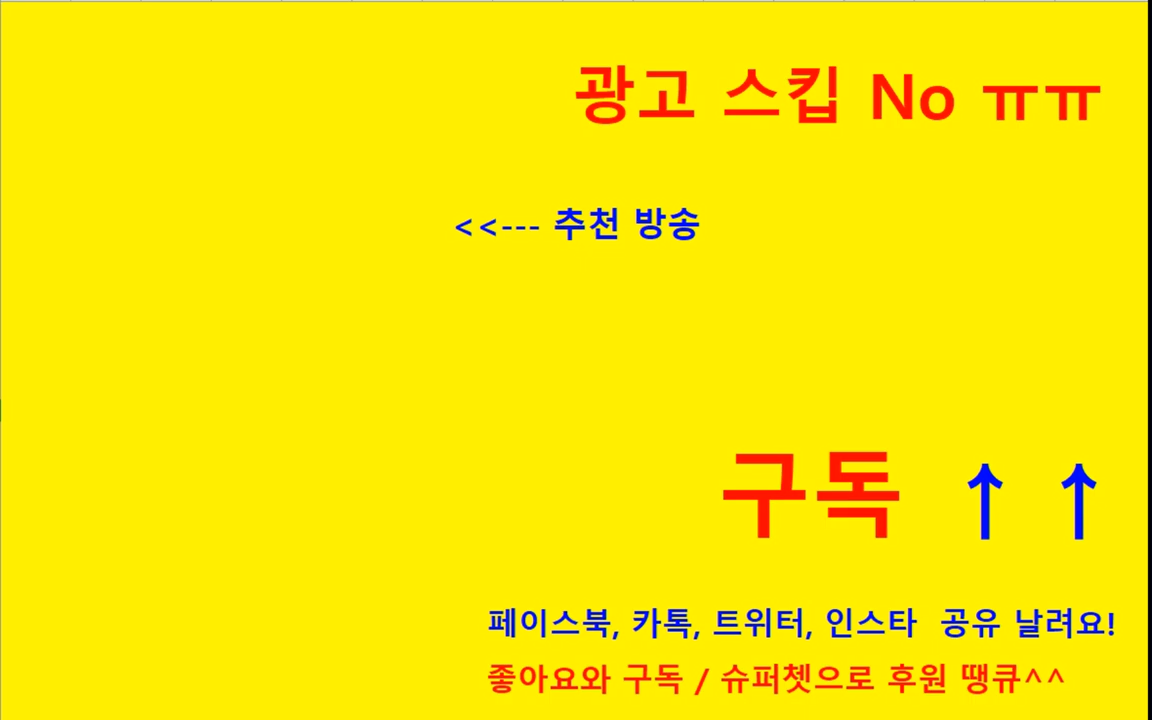 광고 스킵 No ㅠㅠ
<<--- 추천 방송
구독 ↑ ↑
페이스북, 카톡, 트위터, 인스타 공유 날려요!
좋아요와 구독 / 슈퍼쳇으로 후원 땡큐^^